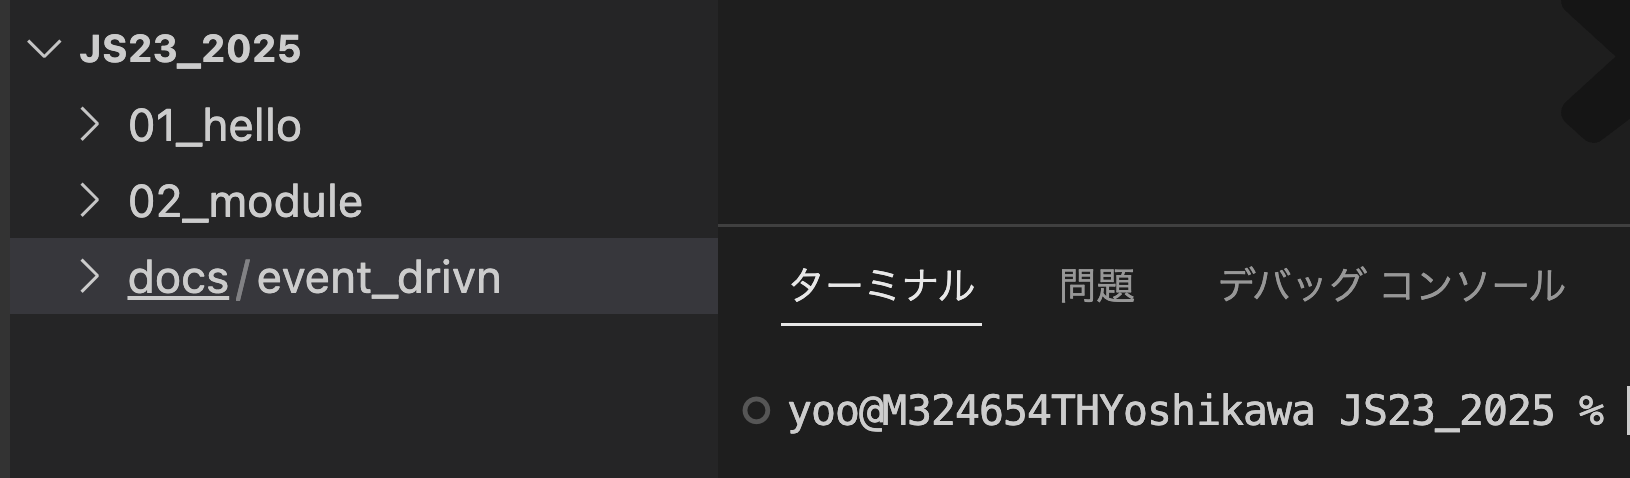 JS23_2025
01_hello
02_module
docs/event_drivn
ターミナル 問題 デバッグ コンソール
yoo@M324654THYoshikawa JS23_2025 %